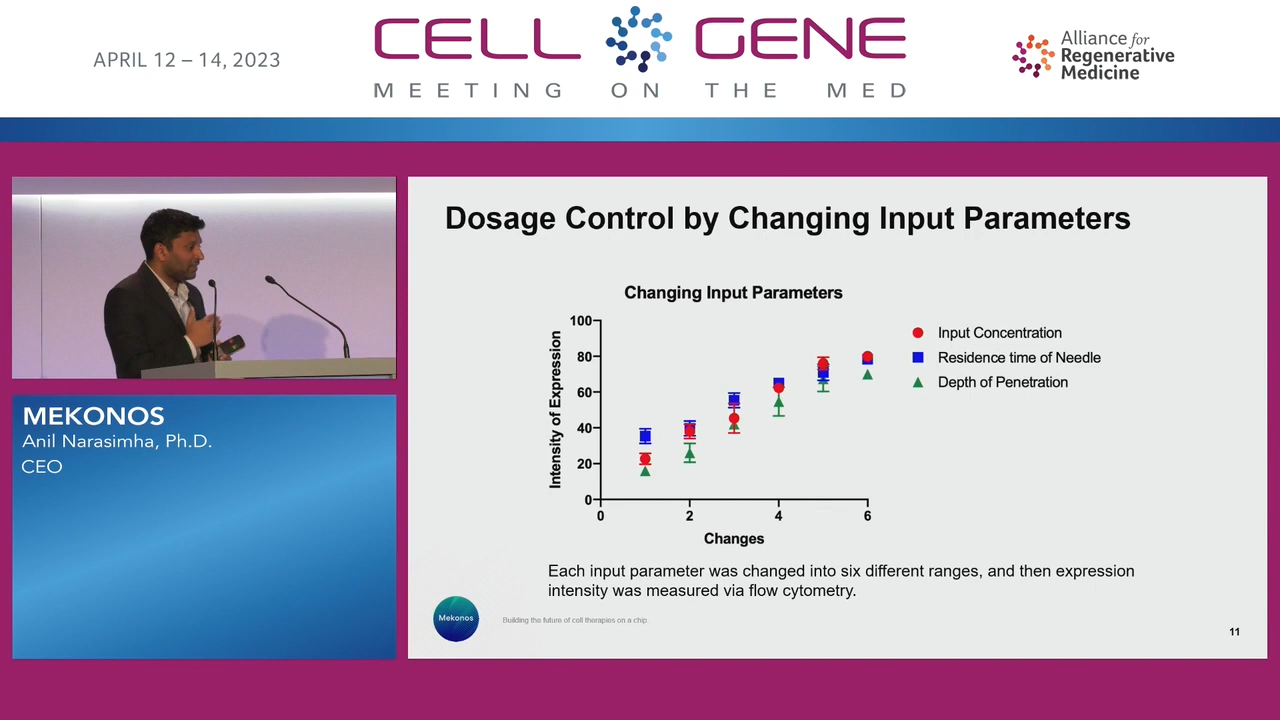 APRIL 12 – 14, 2023
CELL GENE
MEETING ON THE MED
Alliance for
Regenerative
Medicine
MEKONOS
Anil Narasimha, Ph.D.
CEO
Dosage Control by Changing Input Parameters
Changing Input Parameters
Intensity of Expression
100
80
60
40
20
0
0 2 4 6
Changes
Input Concentration
Residence time of Needle
Depth of Penetration
Each input parameter was changed into six different ranges, and then expression
intensity was measured via flow cytometry.
Mekonos
Building the future of cell therapies on a chip.
11